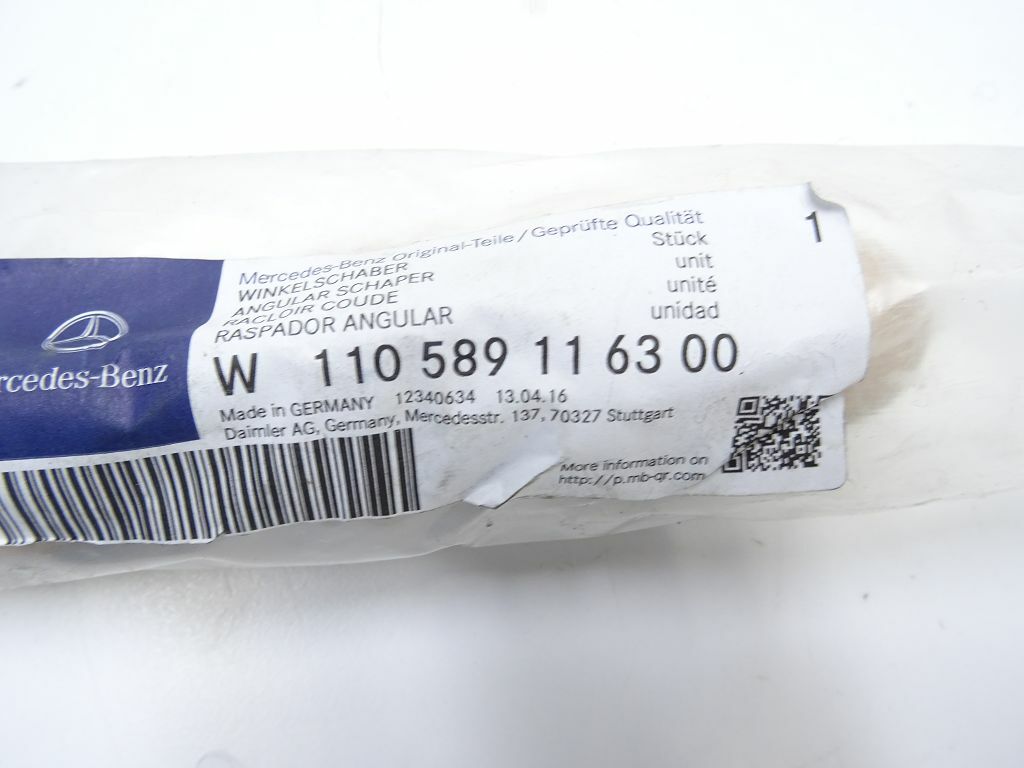 Mercedes-Benz Original-Teile / Geprüfte Qualität
1
WINKELSCHABER Stück
ANGULAR SCHAPER unit
RACLOIR COUDE unité
RASPADOR ANGULAR unidad
rcedes-Benz
W 110 589 11 63 00
Made in GERMANY 12340634 13.04.16
Daimler AG, Germany, Mercedesstr. 137, 70327 Stuttgart
More information on
http://p.mb-qr.com